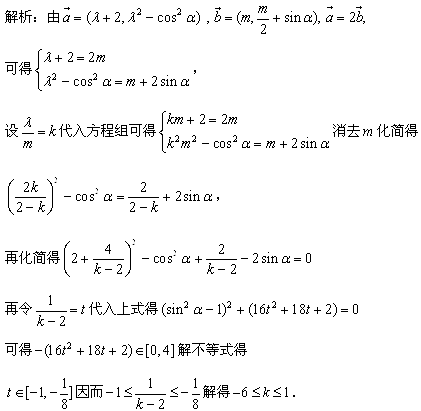 解析：由 $\vec{a}=(\lambda+2,\lambda^2-\cos^2\alpha)$ , $\vec{b}=(m,\frac{m}{2}+\sin\alpha)$, $\vec{a}=2\vec{b}$,
可得 $\begin{cases}\lambda+2=2m\\ \lambda^2-\cos^2\alpha=m+2\sin\alpha\end{cases}$，
设 $\frac{\lambda}{m}=k$ 代入方程组可得 $\begin{cases}km+2=2m\\ k^2m^2-\cos^2\alpha=m+2\sin\alpha\end{cases}$ 消去 $m$ 化简得
$\left(\frac{2k}{2-k}\right)^2-\cos^2\alpha=\frac{2}{2-k}+2\sin\alpha$，
再化简得 $\left(2+\frac{4}{k-2}\right)^2-\cos^2\alpha+\frac{2}{k-2}-2\sin\alpha=0$
再令 $\frac{1}{k-2}=t$ 代入上式得 $(\sin^2\alpha-1)^2+(16t^2+18t+2)=0$
可得 $-(16t^2+18t+2)\in[0,4]$ 解不等式得
$t\in[-1,-\frac{1}{8}]$ 因而 $-1\le\frac{1}{k-2}\le-\frac{1}{8}$ 解得 $-6\le k\le 1$．